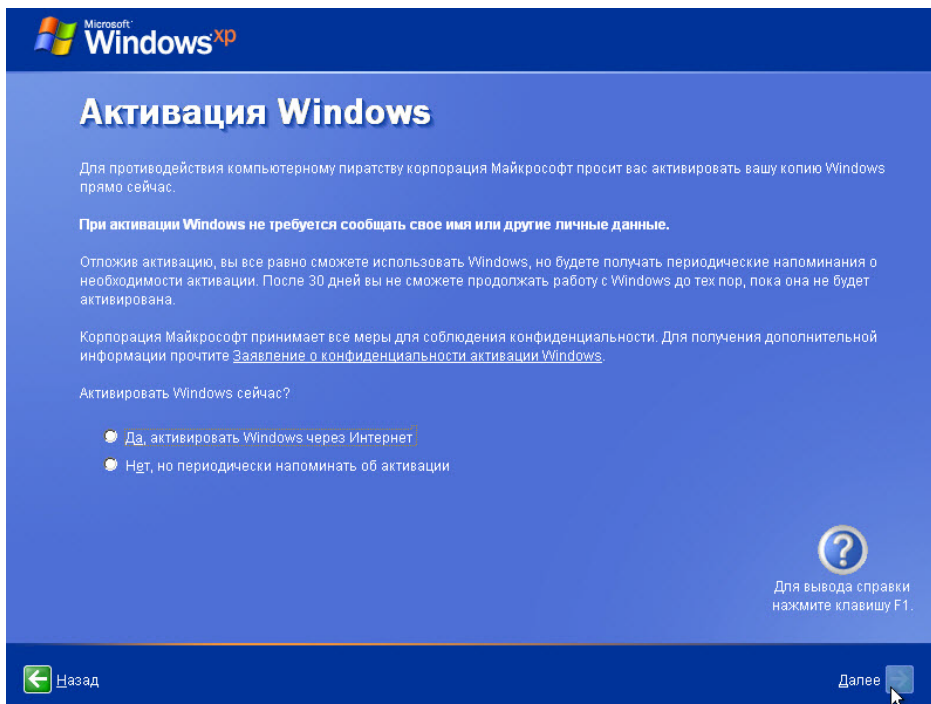 Microsoft
Windows xp
Активация Windows
Для противодействия компьютерному пиратству корпорация Майкрософт просит вас активировать вашу копию Windows
прямо сейчас.
При активации Windows не требуется сообщать свое имя или другие личные данные.
Отложив активацию, вы все равно сможете использовать Windows, но будете получать периодические напоминания о
необходимости активации. После 30 дней вы не сможете продолжать работу с Windows до тех пор, пока она не будет
активирована.
Корпорация Майкрософт принимает все меры для соблюдения конфиденциальности. Для получения дополнительной
информации прочтите Заявление о конфиденциальности активации Windows.
Активировать Windows сейчас?
Да, активировать Windows через Интернет
Нет, но периодически напоминать об активации
?
Для вывода справки
нажмите клавишу F1.
Назад
Далее